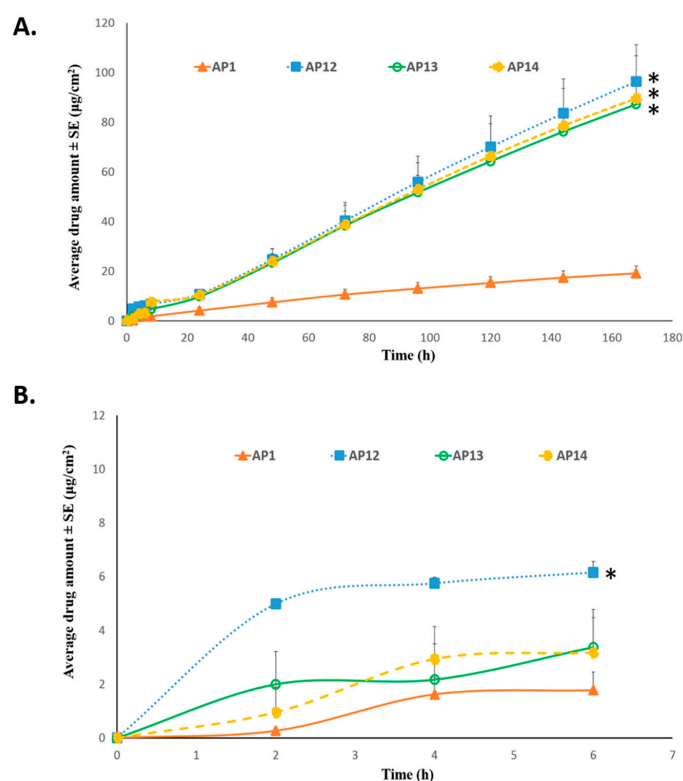 A.
Average drug amount ± SE (µg/cm²)
120
100
80
60
40
20
0
AP1 AP12 AP13 AP14
* * *
0 20 40 60 80 100 120 140 160 180
Time (h)
B.
Average drug amount ± SE (µg/cm²)
12
10
8
6
4
2
0
AP1 AP12 AP13 AP14
*
0 1 2 3 4 5 6 7
Time (h)